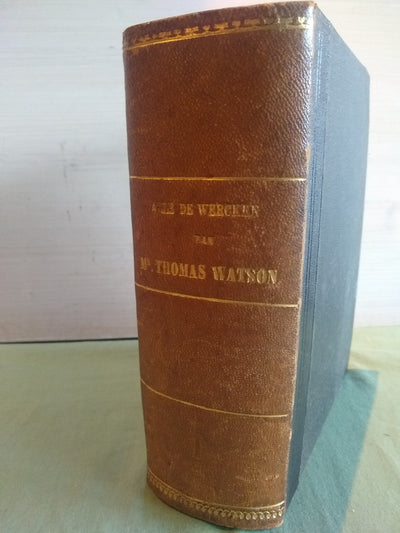 ALLE DE WERCKEN
VAN
Mr. THOMAS WATSON